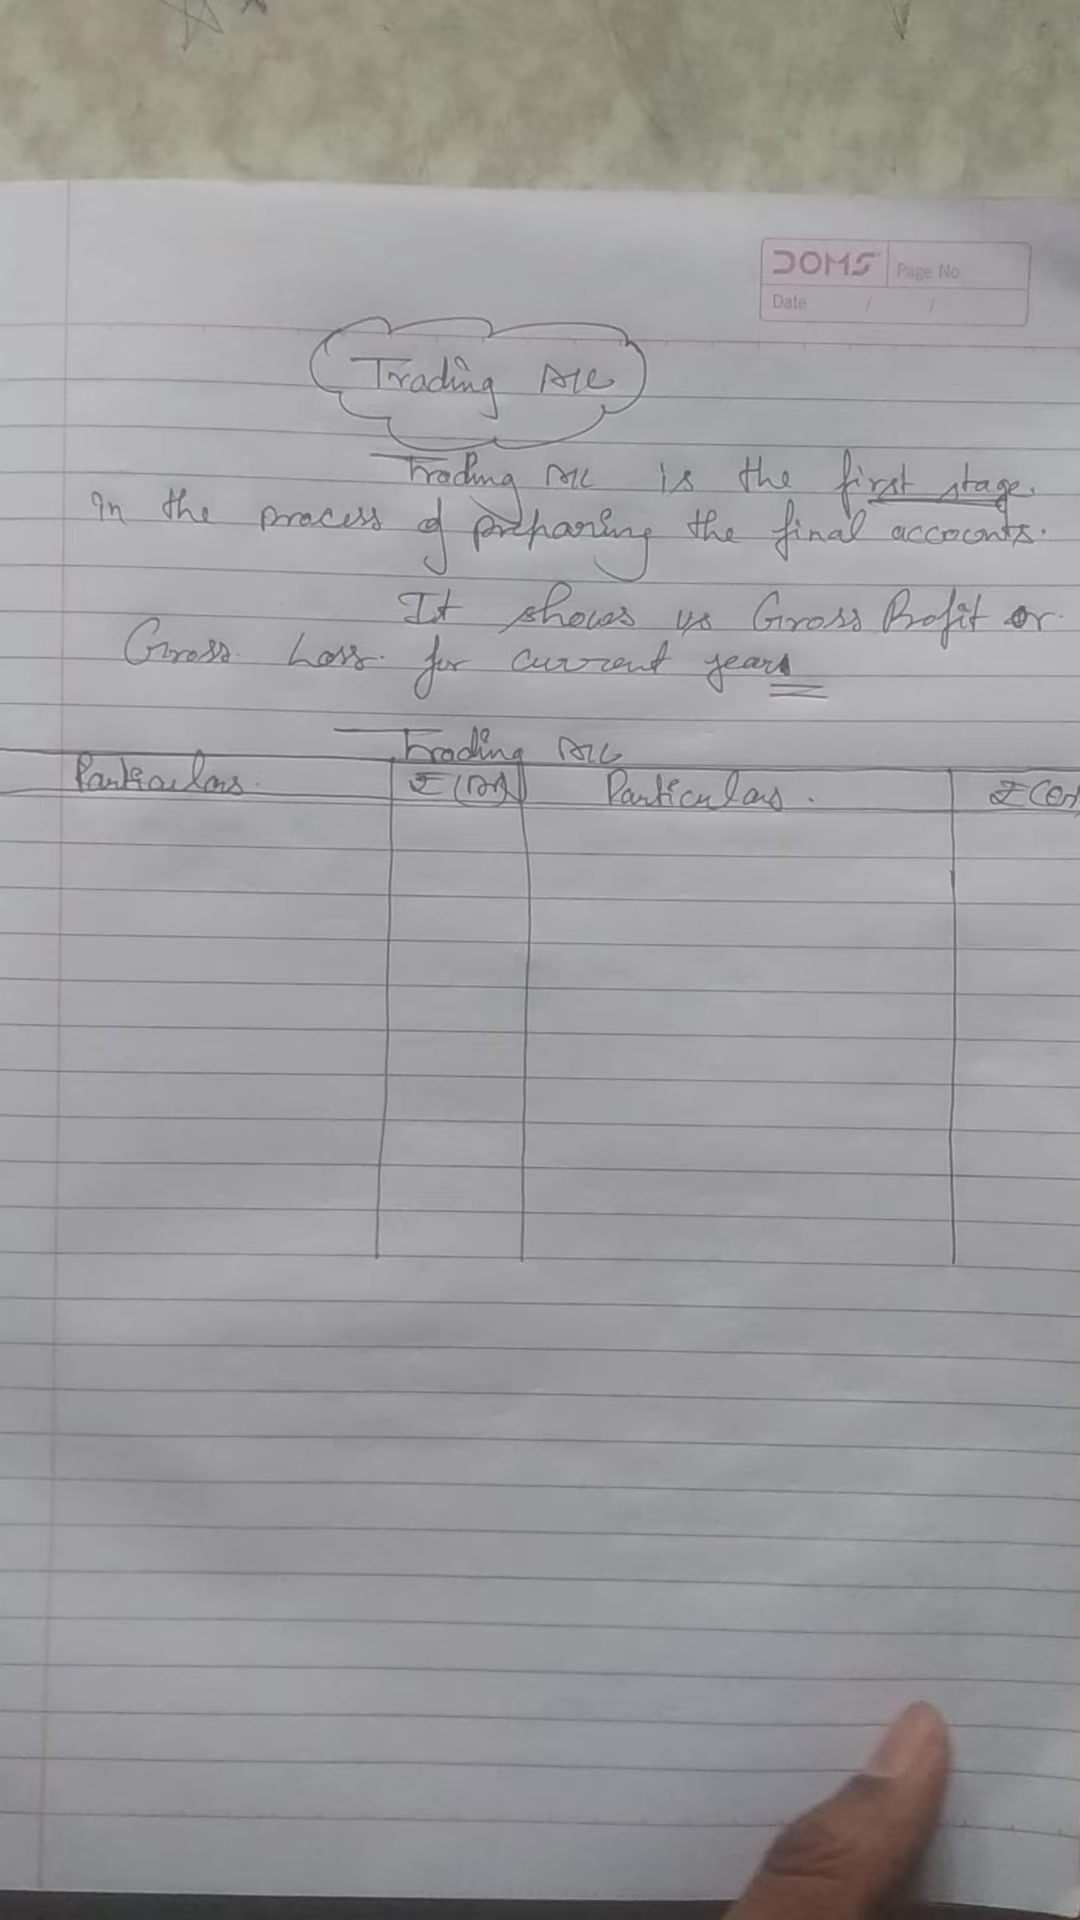 DOMS Page No
Date / /
Trading A/c
Trading A/c is the first stage.
in the process of preparing the final accounts.
It shows us Gross Profit or
Gross Loss for current years
Trading A/c
Particulars. ₹(Dr) Particulars. ₹(Cr)